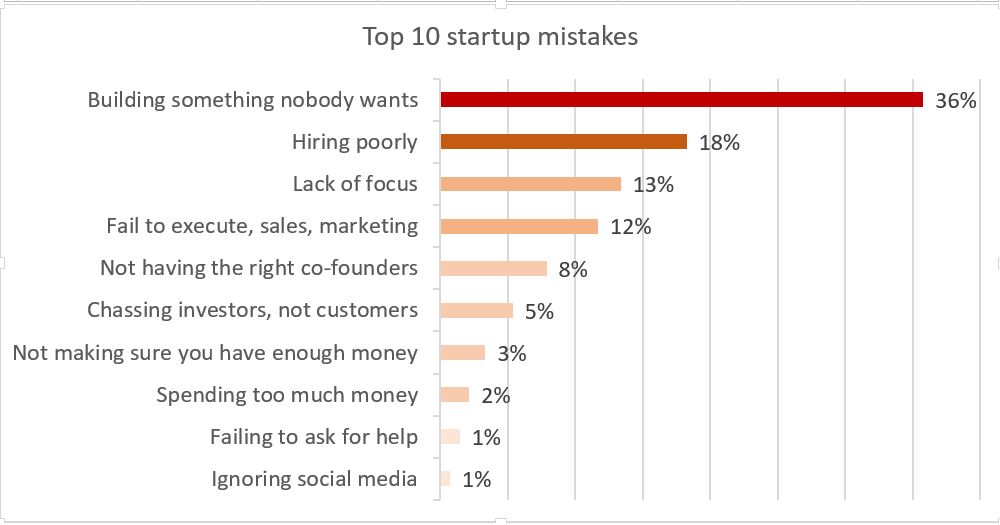 Top 10 startup mistakes
Building something nobody wants 36%
Hiring poorly 18%
Lack of focus 13%
Fail to execute, sales, marketing 12%
Not having the right co-founders 8%
Chassing investors, not customers 5%
Not making sure you have enough money 3%
Spending too much money 2%
Failing to ask for help 1%
Ignoring social media 1%